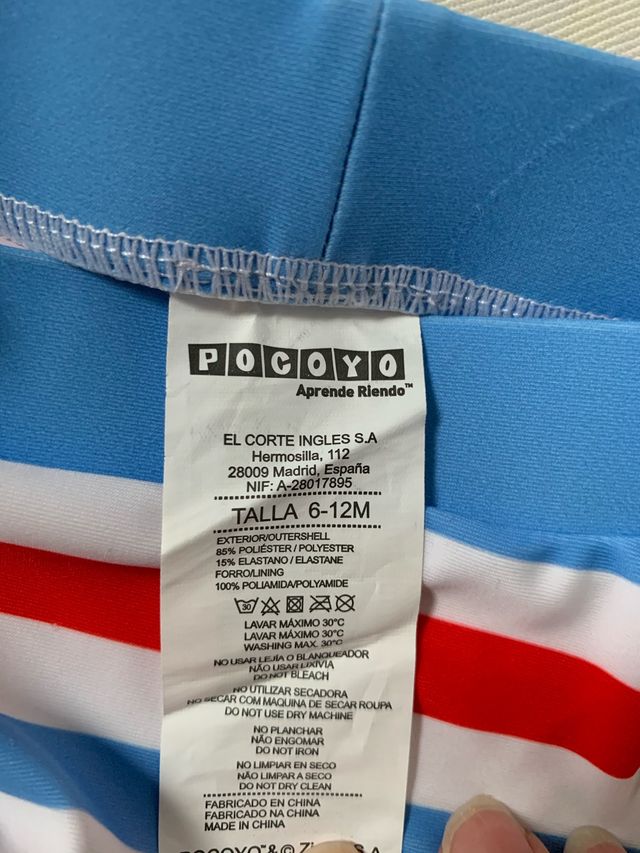 POCOYO
Aprende Riendo™
EL CORTE INGLES S.A
Hermosilla, 112
28009 Madrid, España
NIF: A-28017895
TALLA 6-12M
EXTERIOR/OUTERSHELL
85% POLIÉSTER / POLYESTER
15% ELASTANO / ELASTANE
FORRO/LINING
100% POLIAMIDA/POLYAMIDE
30
LAVAR MÁXIMO 30°C
LAVAR MÁXIMO 30°C
WASHING MAX. 30°C
NO USAR LEJÍA O BLANQUEADOR
NÃO USAR LIXIVIA
DO NOT BLEACH
NO UTILIZAR SECADORA
NO SECAR COM MAQUINA DE SECAR ROUPA
DO NOT USE DRY MACHINE
NO PLANCHAR
NÃO ENGOMAR
DO NOT IRON
NO LIMPIAR EN SECO
NÃO LIMPAR A SECO
DO NOT DRY CLEAN
FABRICADO EN CHINA
FABRICADO NA CHINA
MADE IN CHINA
POCOYO™ & ©